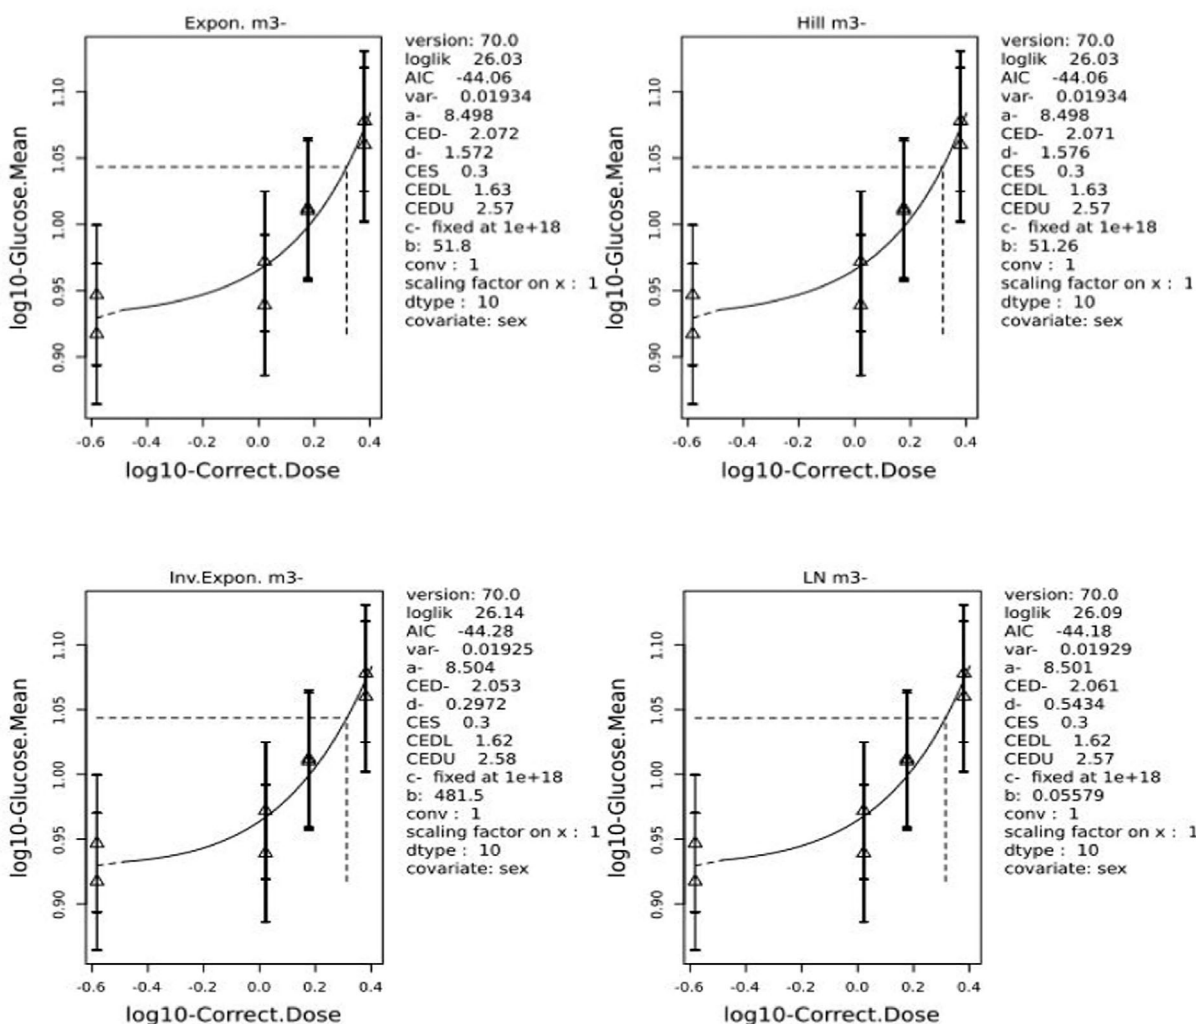 Expon. m3-
log10-Glucose.Mean
1.10
1.05
1.00
0.95
0.90
-0.6 -0.4 -0.2 0.0 0.2 0.4
log10-Correct.Dose
version: 70.0
loglik 26.03
AIC -44.06
var- 0.01934
a- 8.498
CED- 2.072
d- 1.572
CES 0.3
CEDL 1.63
CEDU 2.57
c- fixed at 1e+18
b: 51.8
conv : 1
scaling factor on x : 1
dtype : 10
covariate: sex
Hill m3-
log10-Glucose.Mean
1.10
1.05
1.00
0.95
0.90
-0.6 -0.4 -0.2 0.0 0.2 0.4
log10-Correct.Dose
version: 70.0
loglik 26.03
AIC -44.06
var- 0.01934
a- 8.498
CED- 2.071
d- 1.576
CES 0.3
CEDL 1.63
CEDU 2.57
c- fixed at 1e+18
b: 51.26
conv : 1
scaling factor on x : 1
dtype : 10
covariate: sex
Inv.Expon. m3-
log10-Glucose.Mean
1.10
1.05
1.00
0.95
0.90
-0.6 -0.4 -0.2 0.0 0.2 0.4
log10-Correct.Dose
version: 70.0
loglik 26.14
AIC -44.28
var- 0.01925
a- 8.504
CED- 2.053
d- 0.2972
CES 0.3
CEDL 1.62
CEDU 2.58
c- fixed at 1e+18
b: 481.5
conv : 1
scaling factor on x : 1
dtype : 10
covariate: sex
LN m3-
log10-Glucose.Mean
1.10
1.05
1.00
0.95
0.90
-0.6 -0.4 -0.2 0.0 0.2 0.4
log10-Correct.Dose
version: 70.0
loglik 26.09
AIC -44.18
var- 0.01929
a- 8.501
CED- 2.061
d- 0.5434
CES 0.3
CEDL 1.62
CEDU 2.57
c- fixed at 1e+18
b: 0.05579
conv : 1
scaling factor on x : 1
dtype : 10
covariate: sex